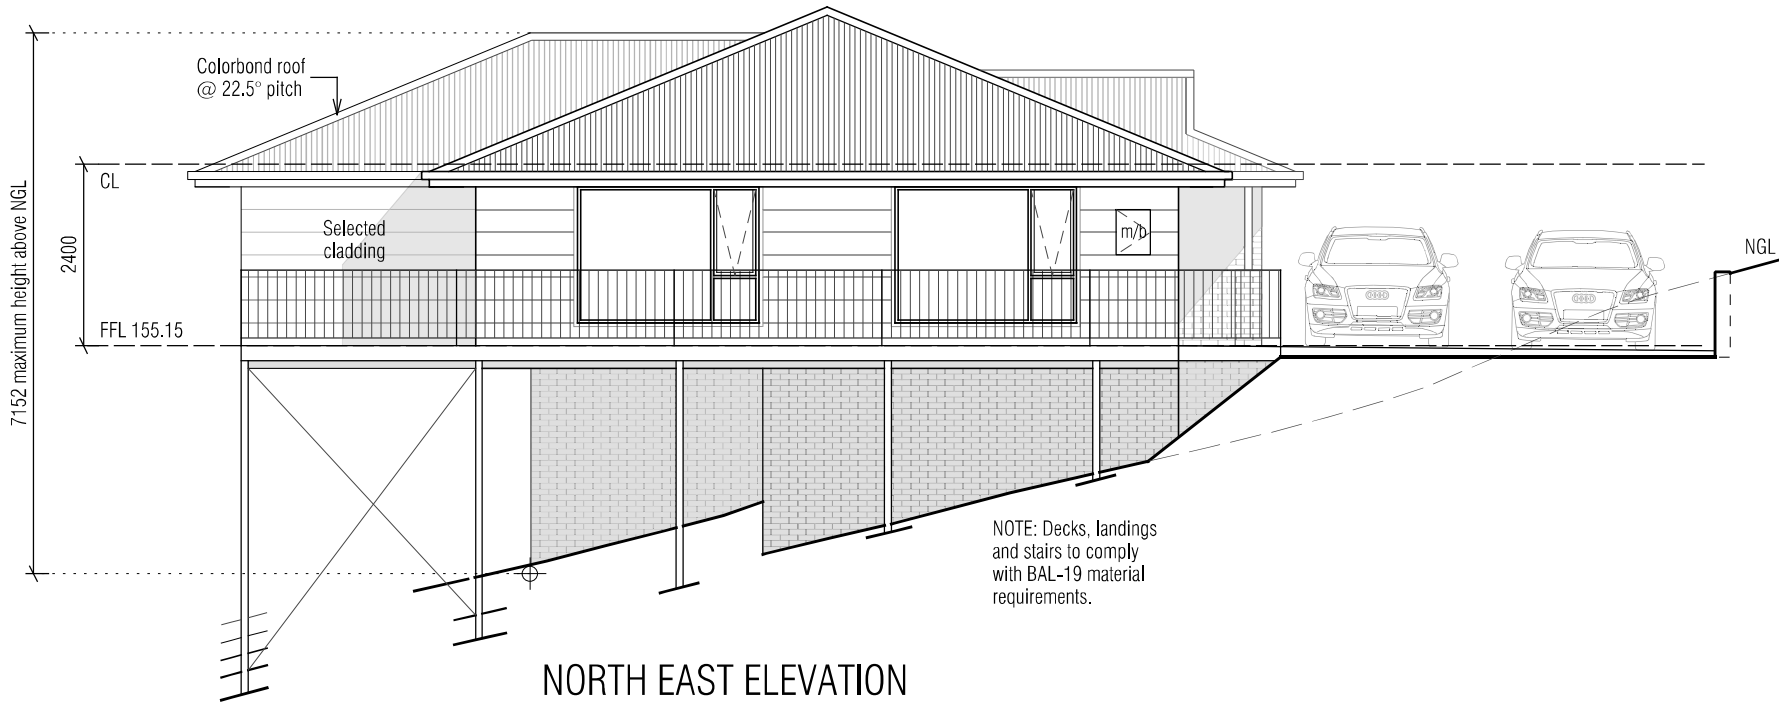 Colorbond roof
@ 22.5° pitch
CL
7152 maximum height above NGL
2400
Selected
cladding
m/b
NGL
FFL 155.15
NOTE: Decks, landings
and stairs to comply
with BAL-19 material
requirements.
NORTH EAST ELEVATION